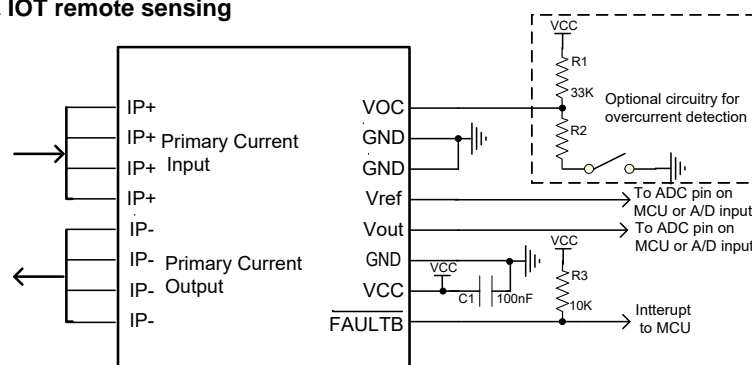 IOT remote sensing
VCC
R1
33K
Optional circuitry for
overcurrent detection
R2
IP+
IP+
IP+
IP+
Primary Current
Input
IP-
IP-
IP-
IP-
Primary Current
Output
VOC
GND
GND
Vref
Vout
GND
VCC
FAULTB
To ADC pin on
MCU or A/D input
To ADC pin on
MCU or A/D input
VCC
C1
100nF
VCC
R3
10K
Intterupt
to MCU